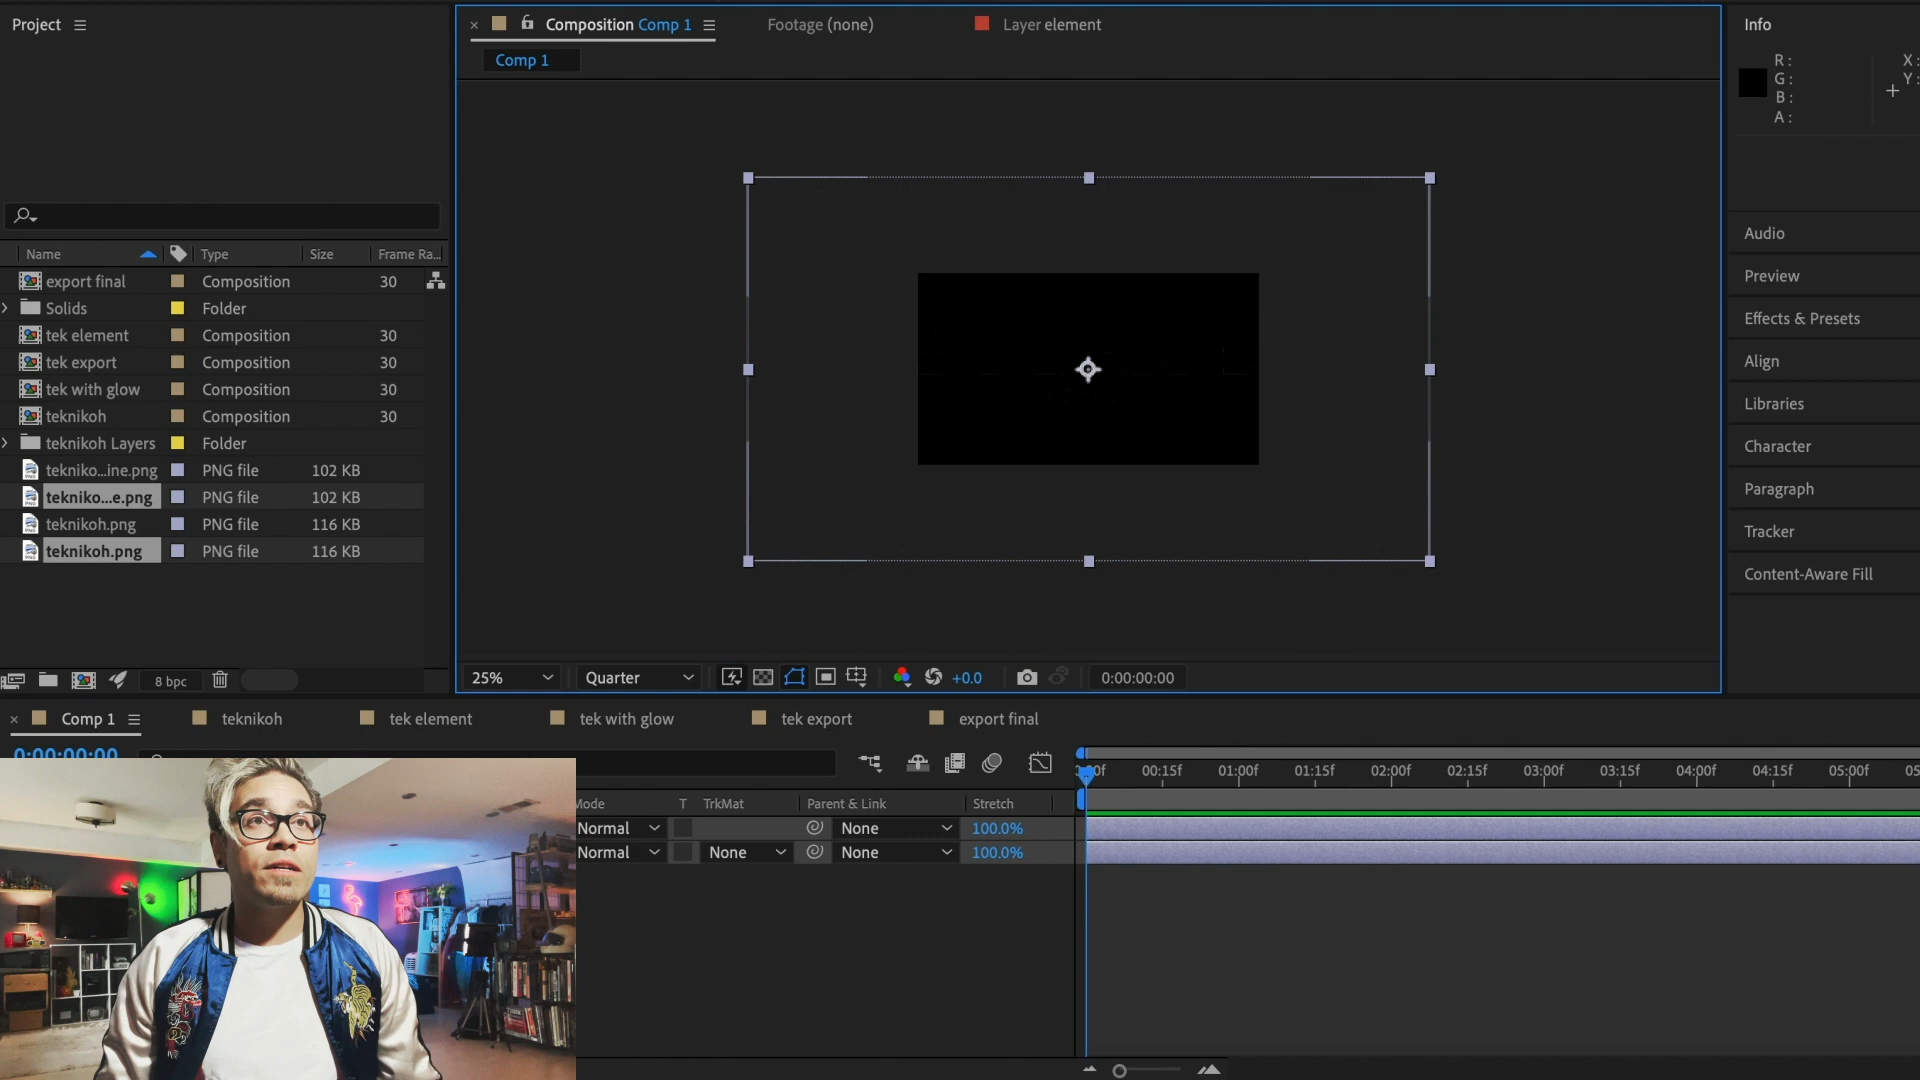 Project
Composition Comp 1
Footage (none)
Layer element
Info
Comp 1
R :
G :
B :
A :
X :
Y :
Audio
Preview
Effects & Presets
Align
Libraries
Character
Paragraph
Tracker
Content-Aware Fill
Name Type Size Frame Ra...
export final Composition 30
Solids Folder
tek element Composition 30
tek export Composition 30
tek with glow Composition 30
teknikoh Composition 30
teknikoh Layers Folder
tekniko...ine.png PNG file 102 KB
tekniko...e.png PNG file 102 KB
teknikoh.png PNG file 116 KB
teknikoh.png PNG file 116 KB
8 bpc
25% Quarter +0.0 0:00:00:00
Comp 1 teknikoh tek element tek with glow tek export export final
0:00:00:00
00:15f 01:00f 01:15f 02:00f 02:15f 03:00f 03:15f 04:00f 04:15f 05:00f
Mode T TrkMat Parent & Link Stretch
Normal None 100.0%
Normal None None 100.0%